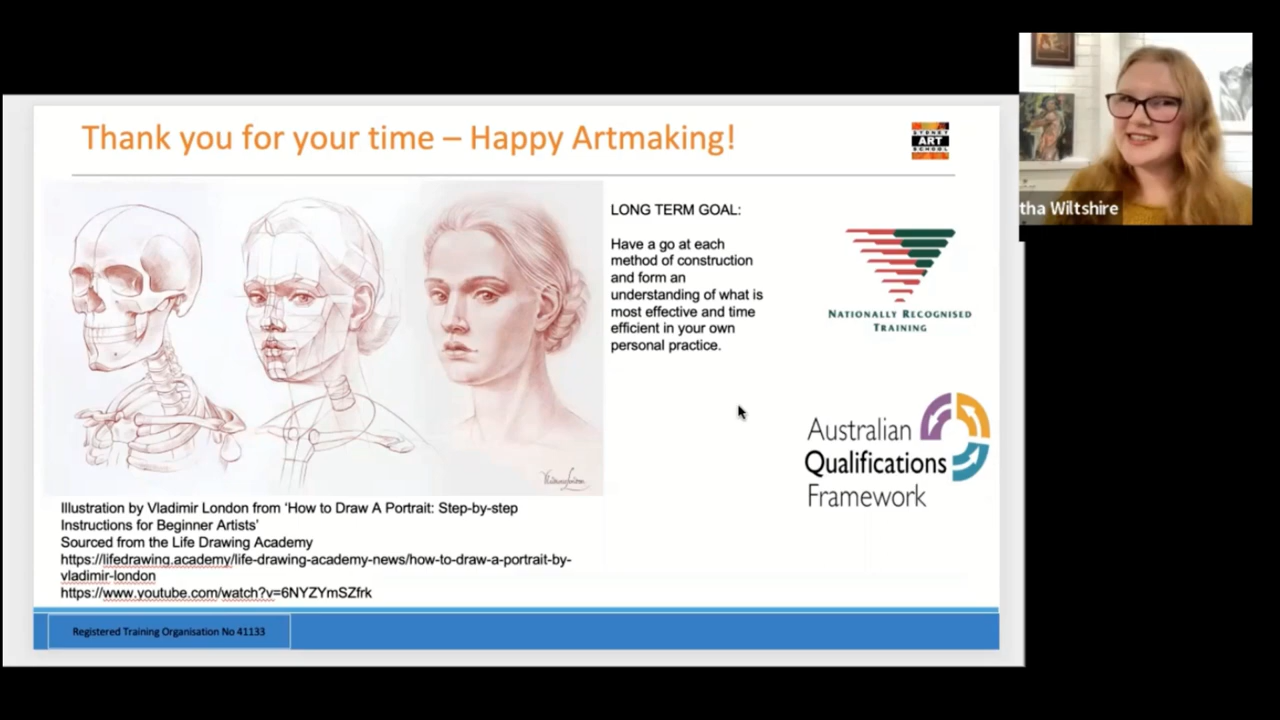 Thank you for your time – Happy Artmaking!
SYDNEY
ART
SCHOOL
tha Wiltshire
LONG TERM GOAL:
Have a go at each
method of construction
and form an
understanding of what is
most effective and time
efficient in your own
personal practice.
NATIONALLY RECOGNISED
TRAINING
Australian
Qualifications
Framework
Illustration by Vladimir London from ‘How to Draw A Portrait: Step-by-step
Instructions for Beginner Artists’
Sourced from the Life Drawing Academy
https://lifedrawing.academy/life-drawing-academy-news/how-to-draw-a-portrait-by-
vladimir-london
https://www.youtube.com/watch?v=6NYZYmSZfrk
Registered Training Organisation No 41133